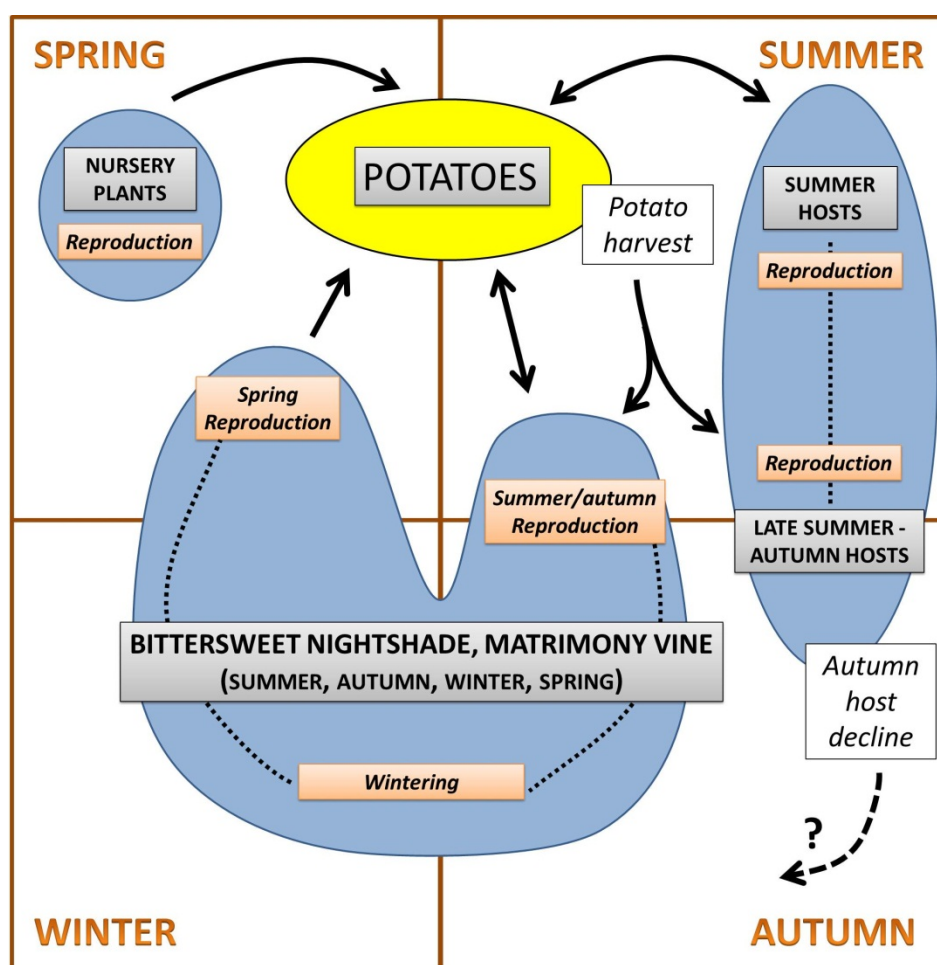 SPRING
SUMMER
NURSERY
PLANTS
Reproduction
POTATOES
Potato
harvest
SUMMER
HOSTS
Reproduction
Spring
Reproduction
Reproduction
Summer/autumn
Reproduction
LATE SUMMER -
AUTUMN HOSTS
BITTERSWEET NIGHTSHADE, MATRIMONY VINE
(SUMMER, AUTUMN, WINTER, SPRING)
Autumn
host
decline
Wintering
?
WINTER
AUTUMN